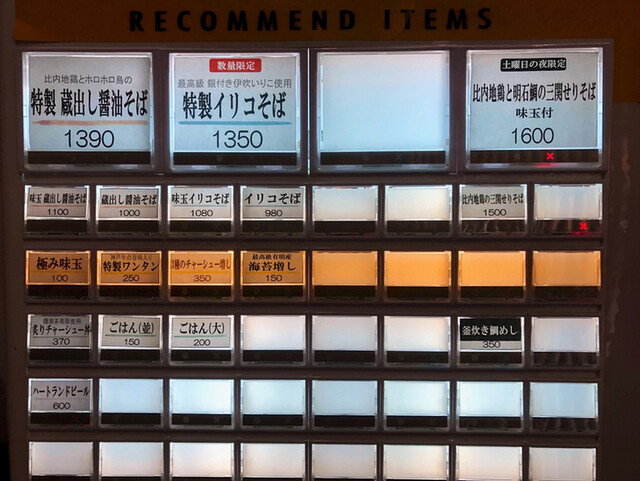 RECOMMEND ITEMS
比内地鶏とホロホロ鳥の
特製 蔵出し醤油そば
1390
数量限定
最高級 銀付き伊吹いりこ使用
特製イリコそば
1350
土曜日の夜限定
比内地鶏と明石鯛の三関せりそば
味玉付
1600
味玉 蔵出し醤油そば
1100
蔵出し醤油そば
1000
味玉イリコそば
1080
イリコそば
980
比内地鶏の三関せりそば
1500
極み味玉
100
特製ワンタン
250
種のチャーシュー増し
350
最高級有明産
海苔増し
150
炙りチャーシュー丼
370
ごはん(並)
150
ごはん(大)
200
釜炊き鯛めし
350
ハートランドビール
600